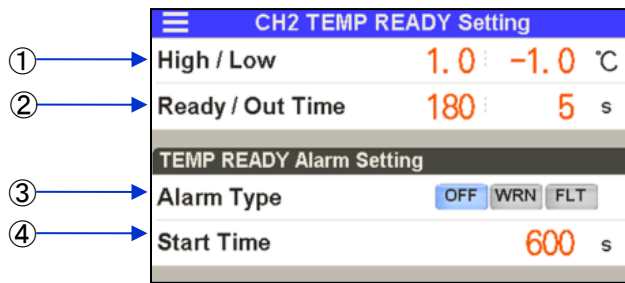 CH2 TEMP READY Setting
① High / Low 1.0 -1.0 ℃
② Ready / Out Time 180 5 s
TEMP READY Alarm Setting
③ Alarm Type OFF WRN FLT
④ Start Time 600 s